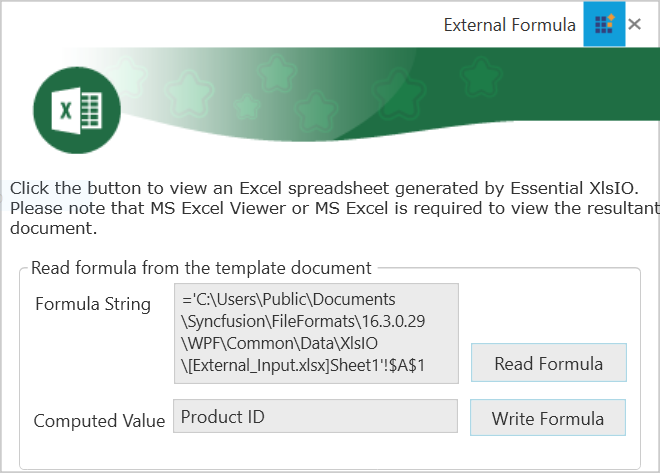 External Formula
X
Click the button to view an Excel spreadsheet generated by Essential XlsIO.
Please note that MS Excel Viewer or MS Excel is required to view the resultant
document.
Read formula from the template document
Formula String
='C:\Users\Public\Documents
\Syncfusion\FileFormats\16.3.0.29
\WPF\Common\Data\XlsIO
\[External_Input.xlsx]Sheet1'!$A$1
Read Formula
Computed Value
Product ID
Write Formula